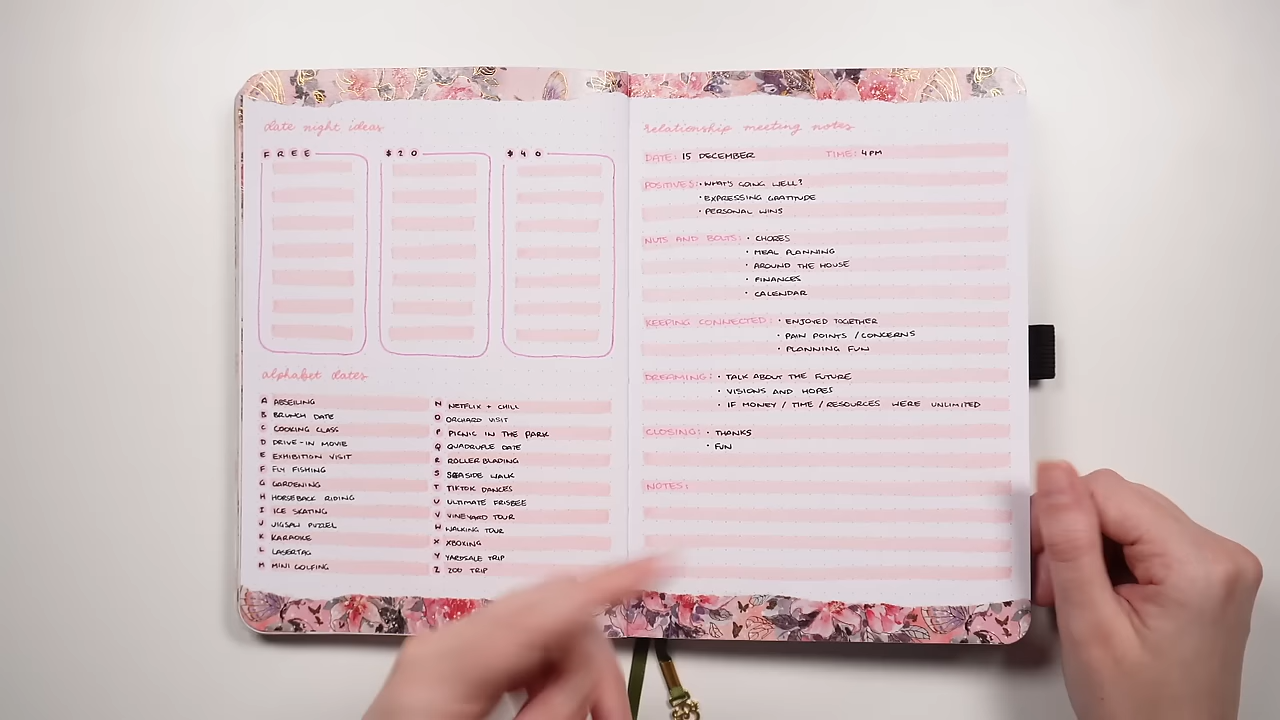 date night ideas
FREE
$20
$40
alphabet dates
A ABSEILING
B BRUNCH DATE
C COOKING CLASS
D DRIVE-IN MOVIE
E EXHIBITION VISIT
F FLY FISHING
G GARDENING
H HORSEBACK RIDING
I ICE SKATING
J JIGSAW PUZZEL
K KARAOKE
L LASERTAG
M MINI GOLFING
N NETFLIX + CHILL
O ORCHARD VISIT
P PICNIC IN THE PARK
Q QUADRUPLE DATE
R ROLLERBLADING
S SEASIDE WALK
T TIKTOK DANCES
U ULTIMATE FRISBEE
V VINEYARD TOUR
W WALKING TOUR
X XBOXING
Y YARDSALE TRIP
Z ZOO TRIP
relationship meeting notes
DATE: 15 DECEMBER TIME: 4PM
POSITIVES: • WHAT'S GOING WELL?
• EXPRESSING GRATITUDE
• PERSONAL WINS
NUTS AND BOLTS: • CHORES
• MEAL PLANNING
• AROUND THE HOUSE
• FINANCES
• CALENDAR
KEEPING CONNECTED: • ENJOYED TOGETHER
• PAIN POINTS / CONCERNS
• PLANNING FUN
DREAMING: • TALK ABOUT THE FUTURE
• VISIONS AND HOPES
• IF MONEY / TIME / RESOURCES WERE UNLIMITED
CLOSING: • THANKS
• FUN
NOTES: